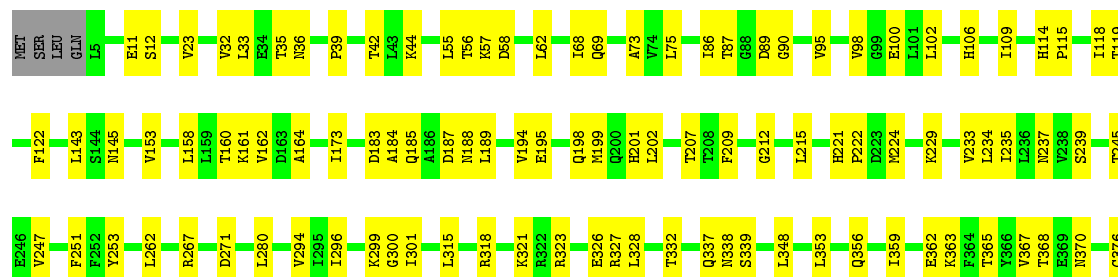 MET SER LEU GLN L5 E11 S12 V23 V32 L33 E34 T35 N36 P39 T42 L43 K44 L55 T56 K57 D58 L62 I68 Q69 A73 V74 L75 I86 T87 G88 D89 G90 V95 V98 G99 E100 L101 L102 H106 I109 H114 P115 I118
F122 L143 S144 N145 V153 L158 L159 T160 K161 V162 D163 A164 I173 D183 A184 Q185 A186 D187 N188 L189 V194 E195 Q198 M199 Q200 H201 L202 T207 T208 F209 G212 L215 H221 P222 D223 M224 K229 V233 L234 I235 L236 N237 V238 S239 T245
E246 V247 F251 F252 Y253 L262 R267 D271 L280 V294 I295 I296 K299 G300 I301 L315 R318 K321 R322 R323 E326 R327 L328 T332 Q337 N338 S339 L348 L353 Q356 I359 E362 K363 F364 T365 Y366 V367 T368 E369 N370